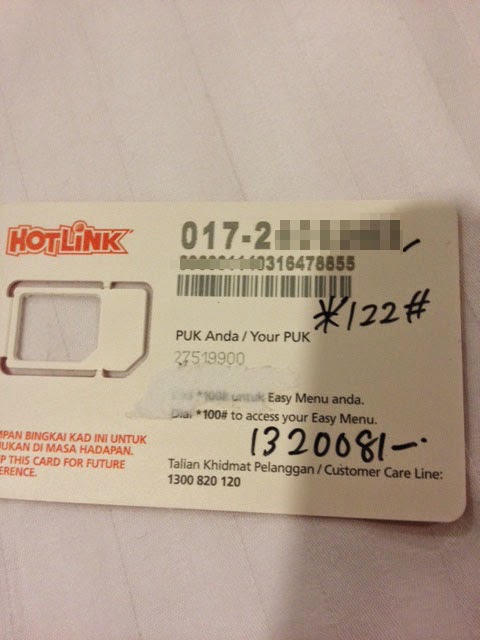 HOTLINK
017-2
0316478855
*122#
PUK Anda / Your PUK
27519900
*100# untuk Easy Menu anda.
Dial *100# to access your Easy Menu.
1320081-.
MPAN BINGKAI KAD INI UNTUK
UKAN DI MASA HADAPAN.
P THIS CARD FOR FUTURE
ERENCE.
Talian Khidmat Pelanggan / Customer Care Line:
1300 820 120